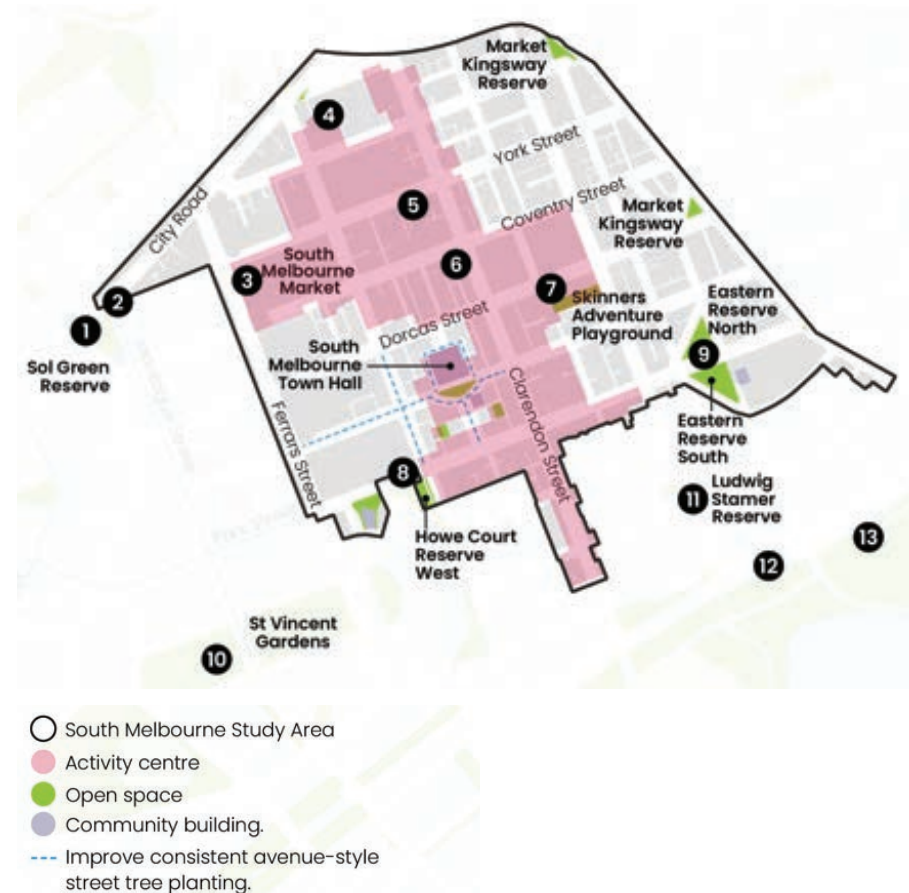 Market
Kingsway
Reserve
4
York Street
City Road
5
Coventry Street
Market
Kingsway
Reserve
South
Melbourne
Market
3
6
7
Skinners
Adventure
Playground
Eastern
Reserve
North
2
1
Sol Green
Reserve
Dorcas Street
South
Melbourne
Town Hall
9
Clarendon Street
Ferrars Street
Eastern
Reserve
South
8
11
Ludwig
Stamer
Reserve
Howe Court
Reserve
West
12
13
St Vincent
Gardens
10
South Melbourne Study Area
Activity centre
Open space
Community building.
Improve consistent avenue-style
street tree planting.